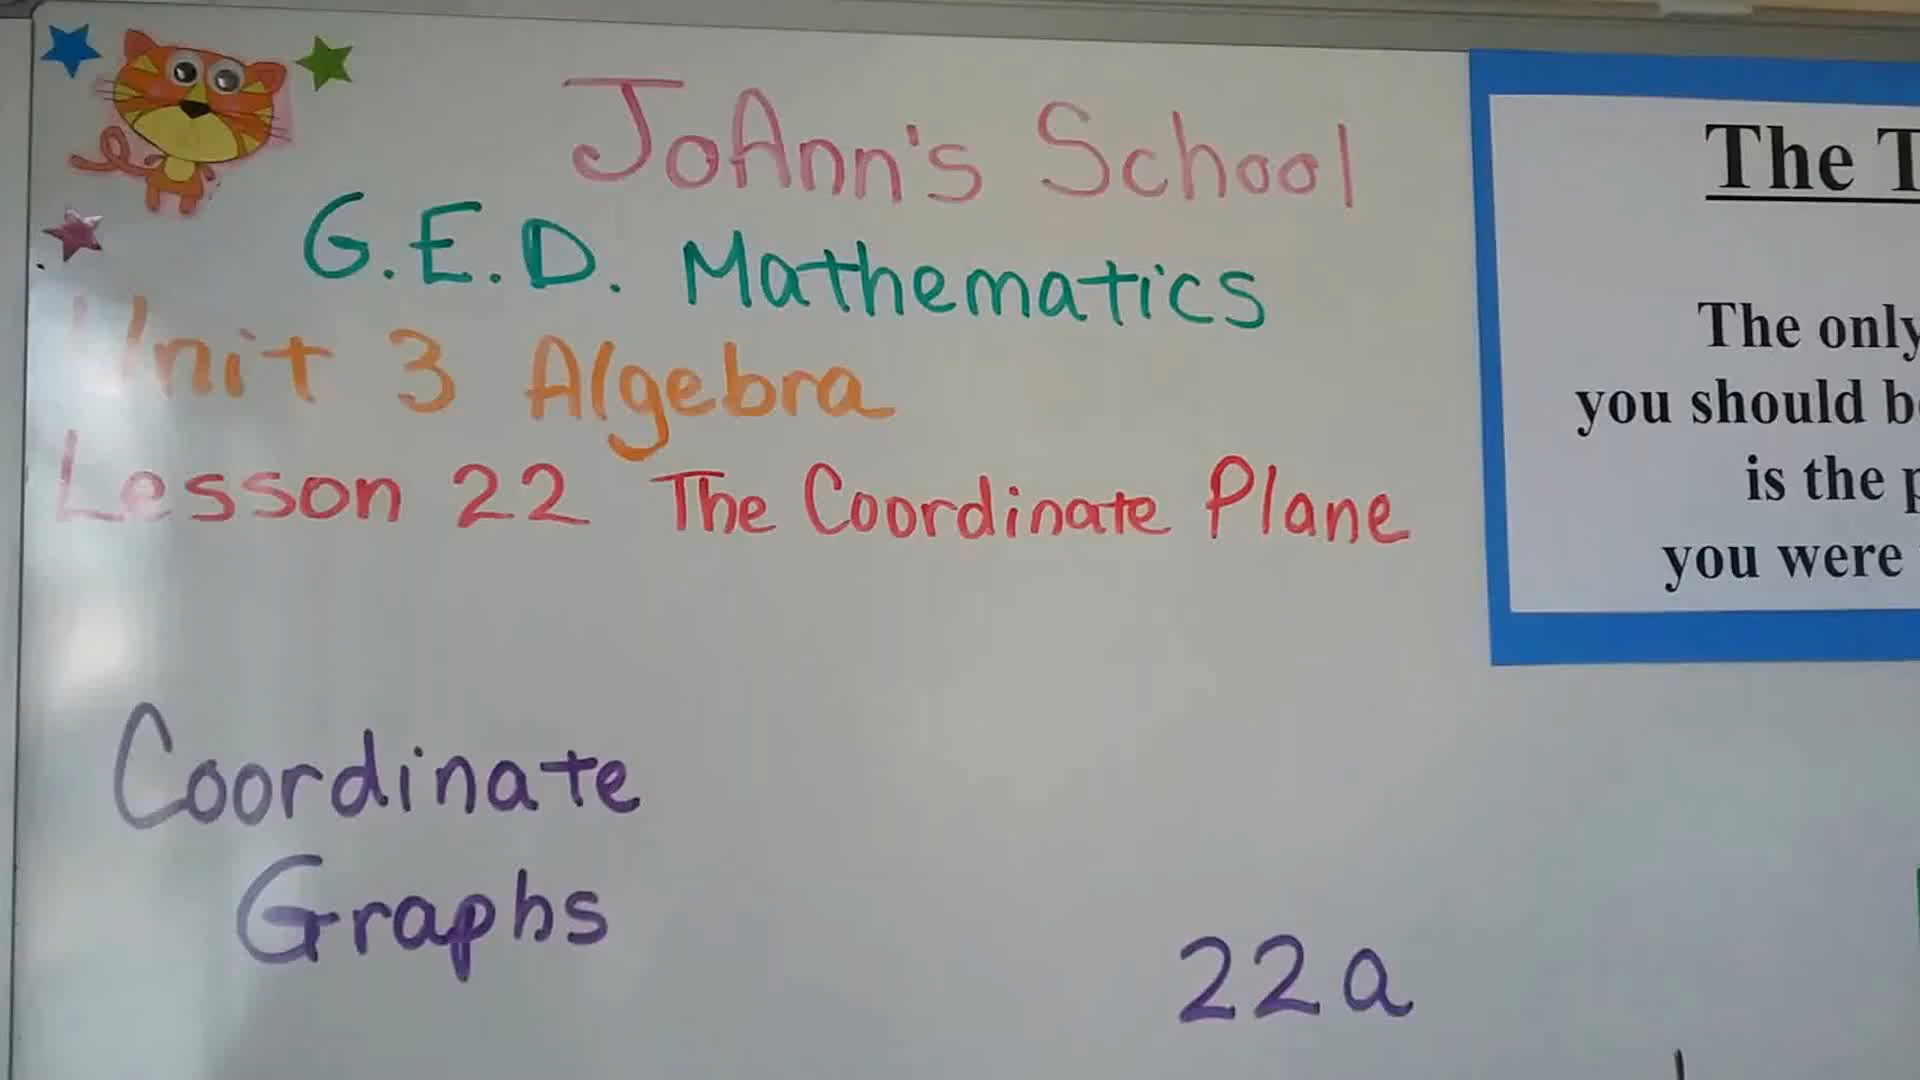 JoAnn's School
G.E.D. Mathematics
Unit 3 Algebra
Lesson 22 The Coordinate Plane
Coordinate
Graphs
22a
The
The only
you should
is the
you were